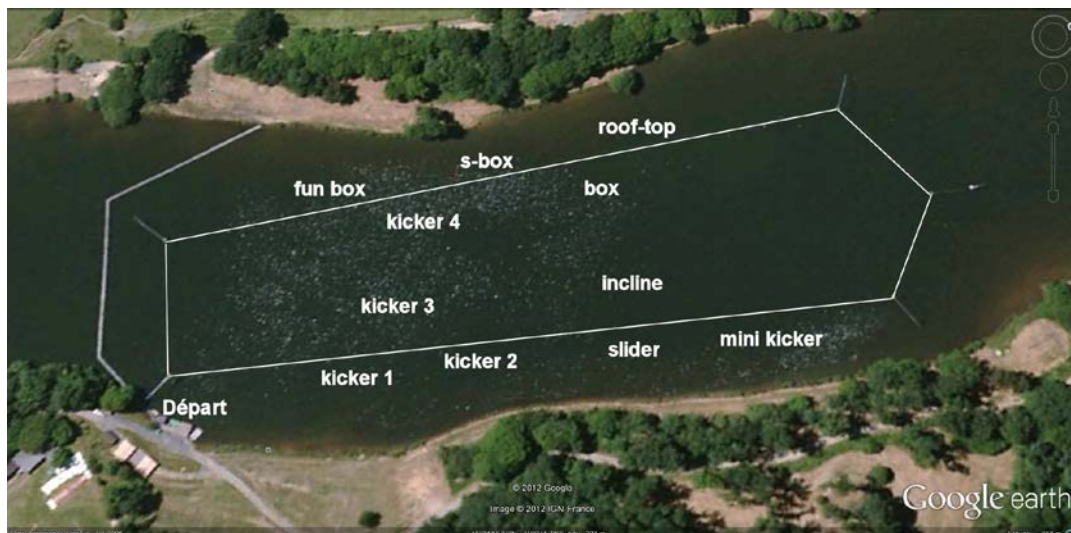 roof-top
s-box
fun box
box
kicker 4
incline
kicker 3
mini kicker
slider
kicker 2
kicker 1
Départ
© 2012 Google
Image © 2012 IGN France
Google earth